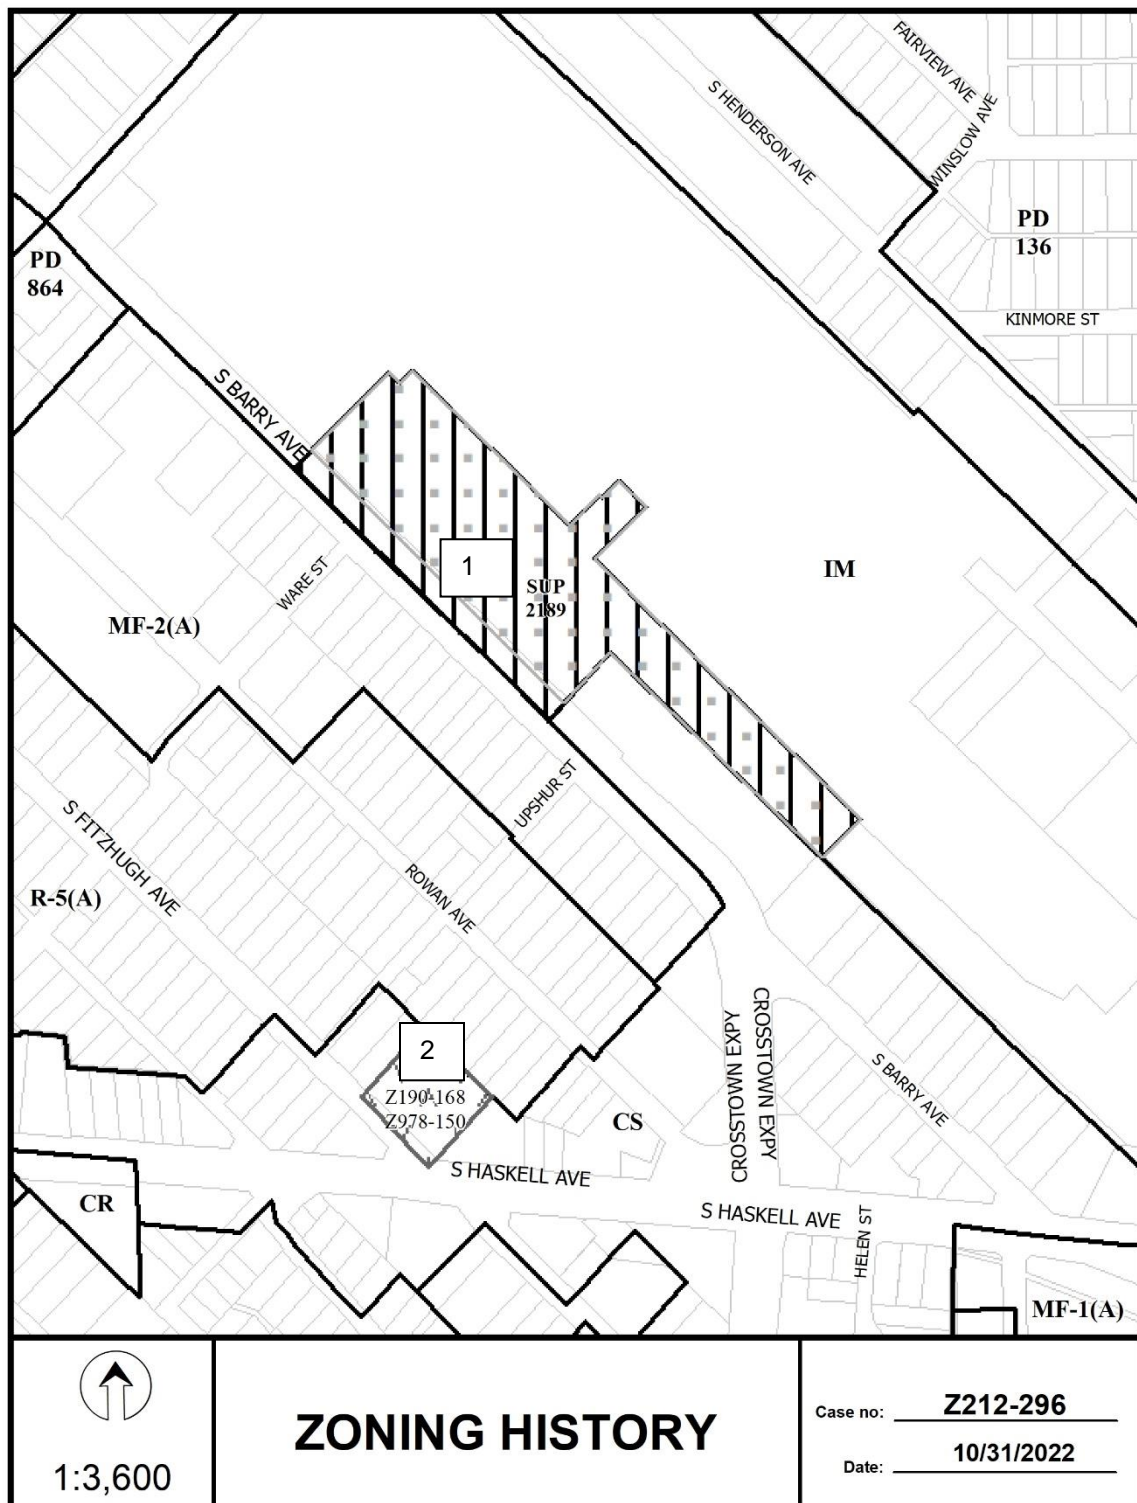 FAIRVIEW AVE
S HENDERSON AVE
WINSLOW AVE
PD
136
PD
864
KINMORE ST
S BARRY AVE
1
SUP
2189
IM
WARE ST
MF-2(A)
UPSHUR ST
S FITZHUGH AVE
ROWAN AVE
R-5(A)
CROSSTOWN EXPY
CROSSTOWN EXPY
2
S BARRY AVE
Z190-168
Z978-150
CS
S HASKELL AVE
CR
S HASKELL AVE
HELEN ST
MF-1(A)
1:3,600
ZONING HISTORY
Case no: Z212-296
Date: 10/31/2022